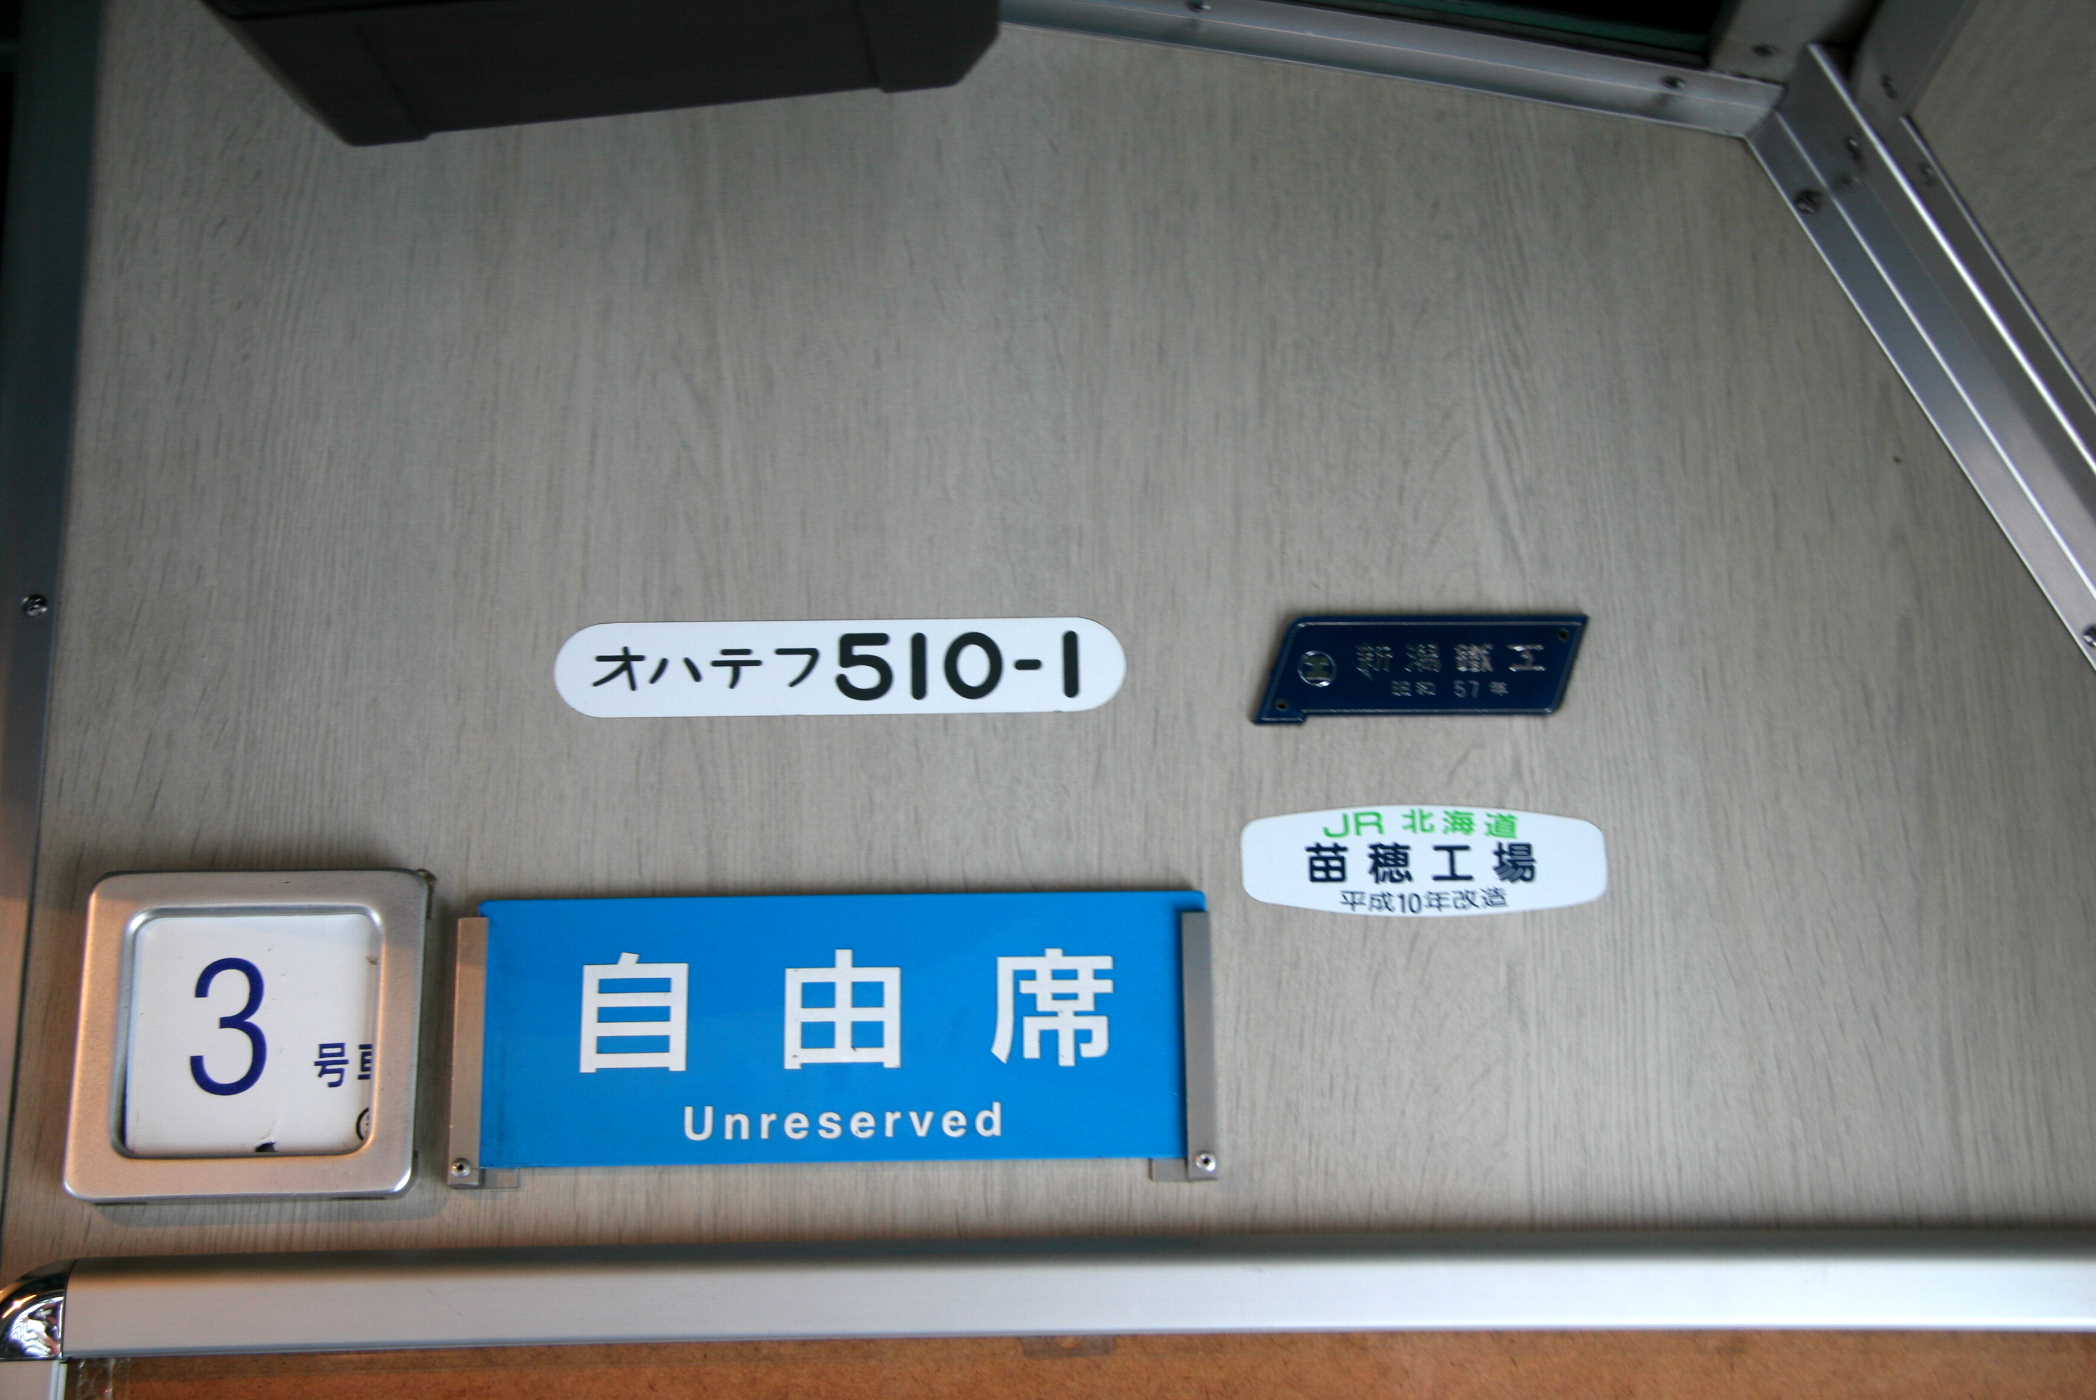 オハテフ510-1
新潟鐵工
昭和57年
JR 北海道
苗穂工場
平成10年改造
3
号車
自由席
Unreserved